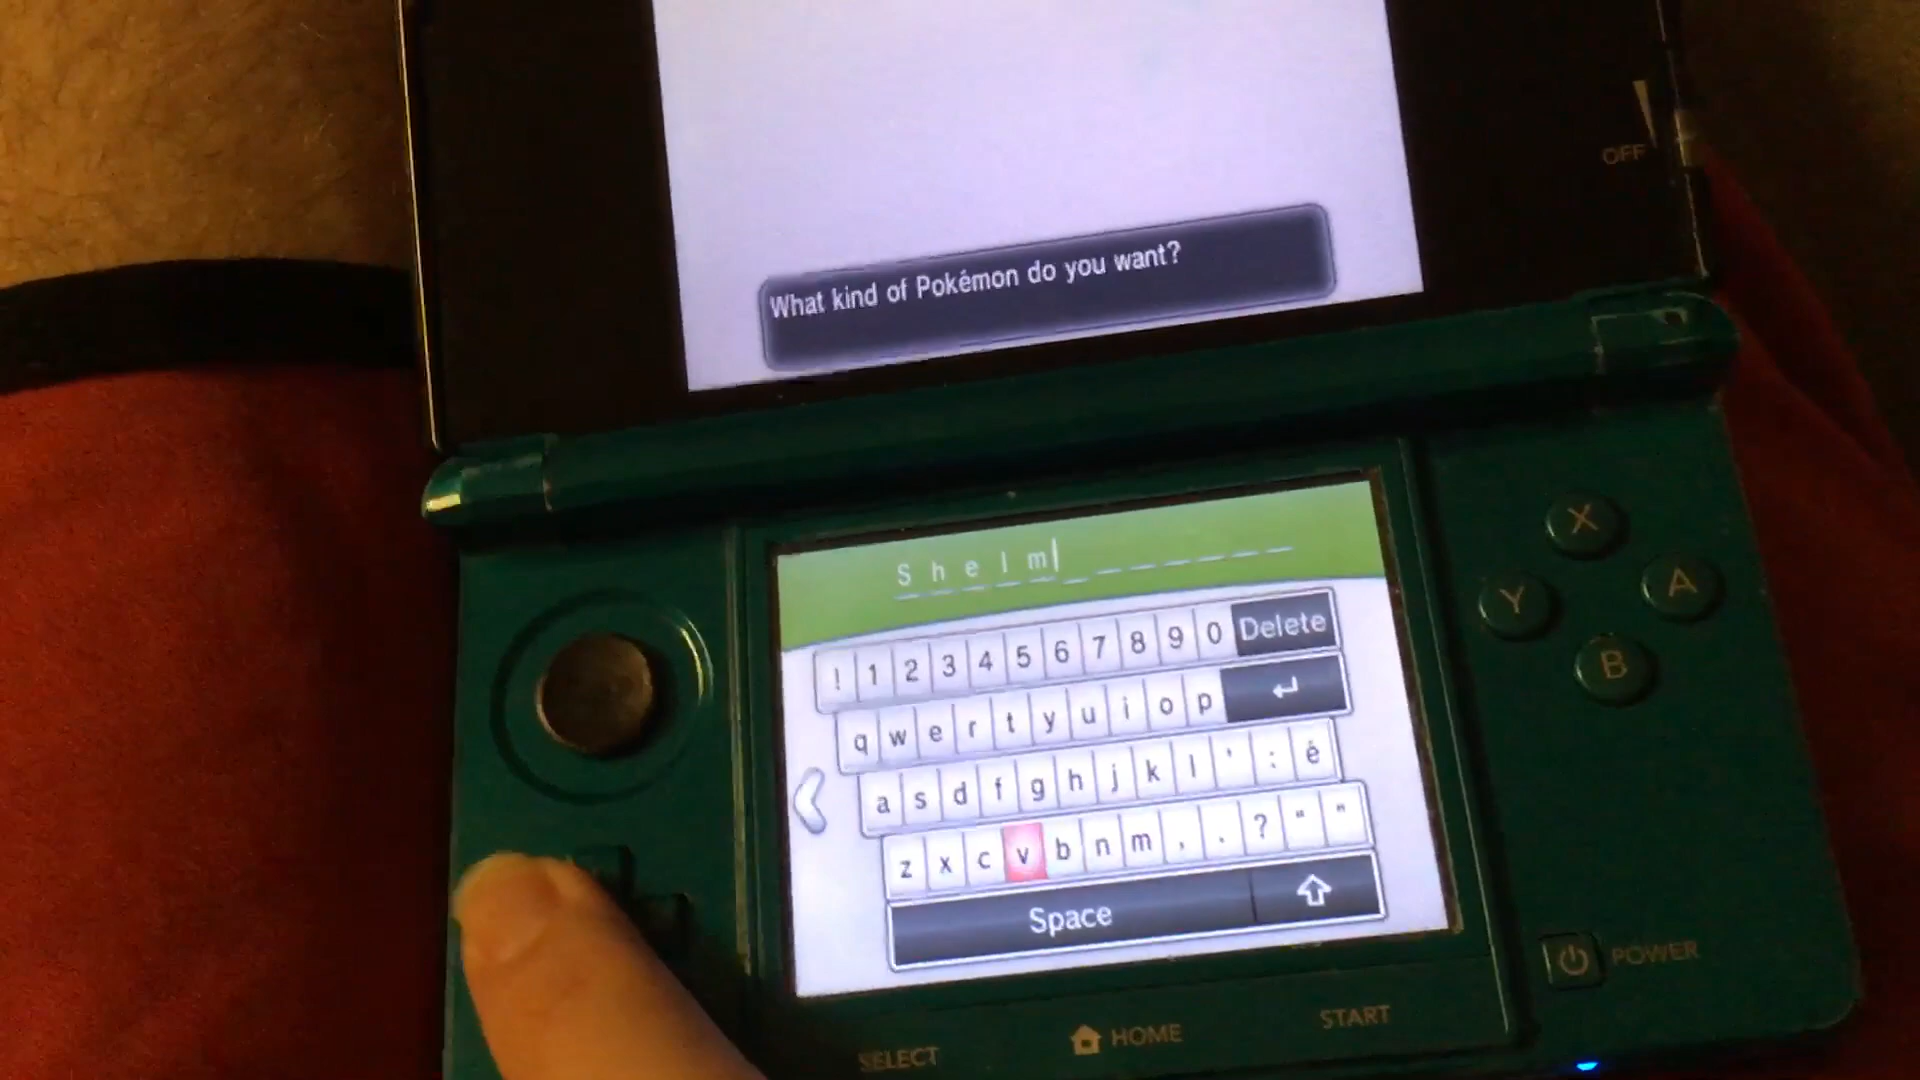 OFF
What kind of Pokémon do you want?
Shelm
! 1 2 3 4 5 6 7 8 9 0 Delete
q w e r t y u i o p
a s d f g h j k l ' : é
z x c v b n m , . ? “ ”
Space
X
Y A
B
POWER
SELECT HOME START